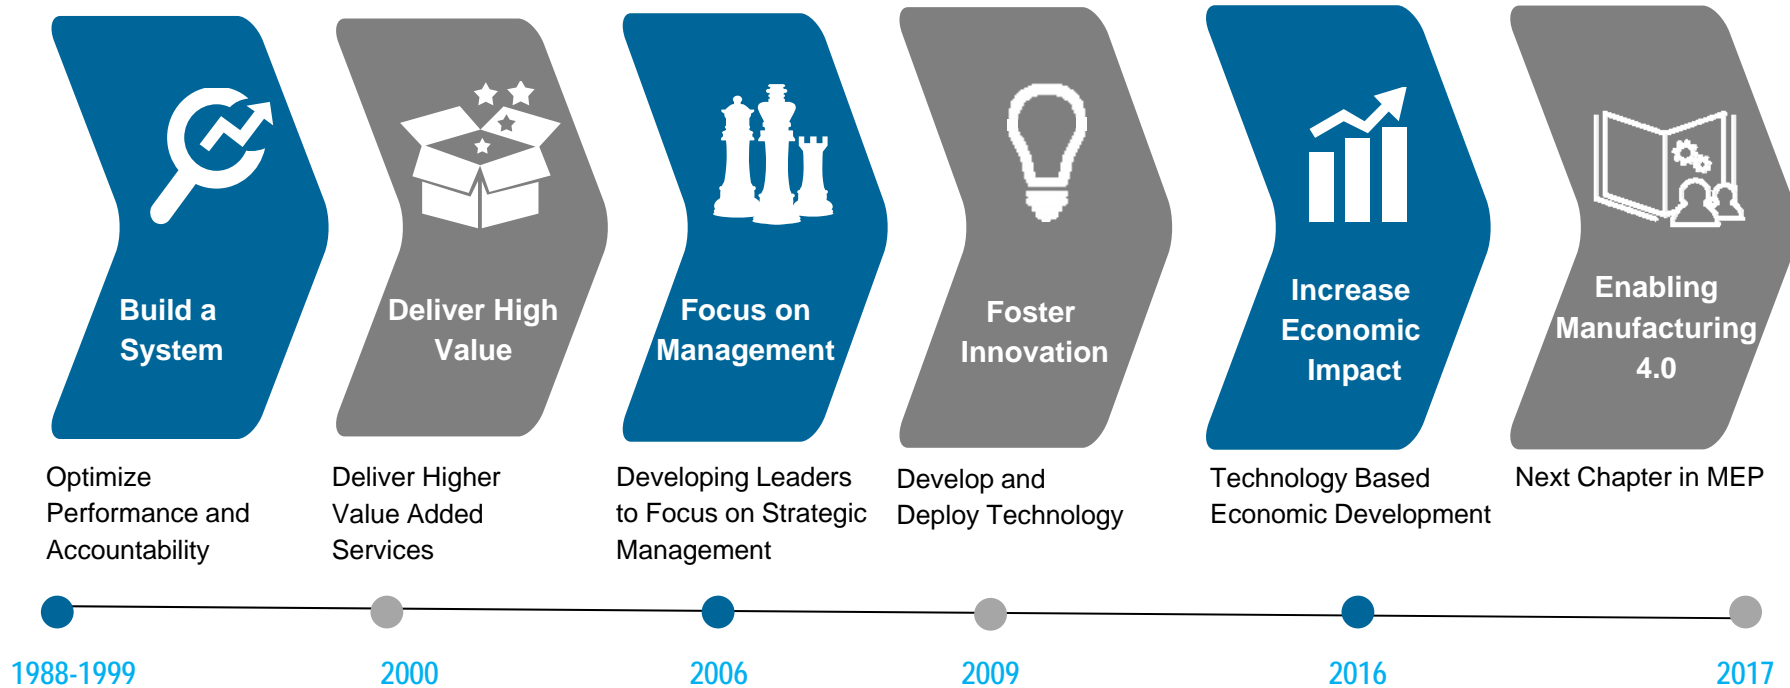 Build a
System
Deliver High
Value
Focus on
Management
Foster
Innovation
Increase
Economic
Impact
Enabling
Manufacturing
4.0
Optimize
Performance and
Accountability
Deliver Higher
Value Added
Services
Developing Leaders
to Focus on Strategic
Management
Develop and
Deploy Technology
Technology Based
Economic Development
Next Chapter in MEP
1988-1999
2000
2006
2009
2016
2017